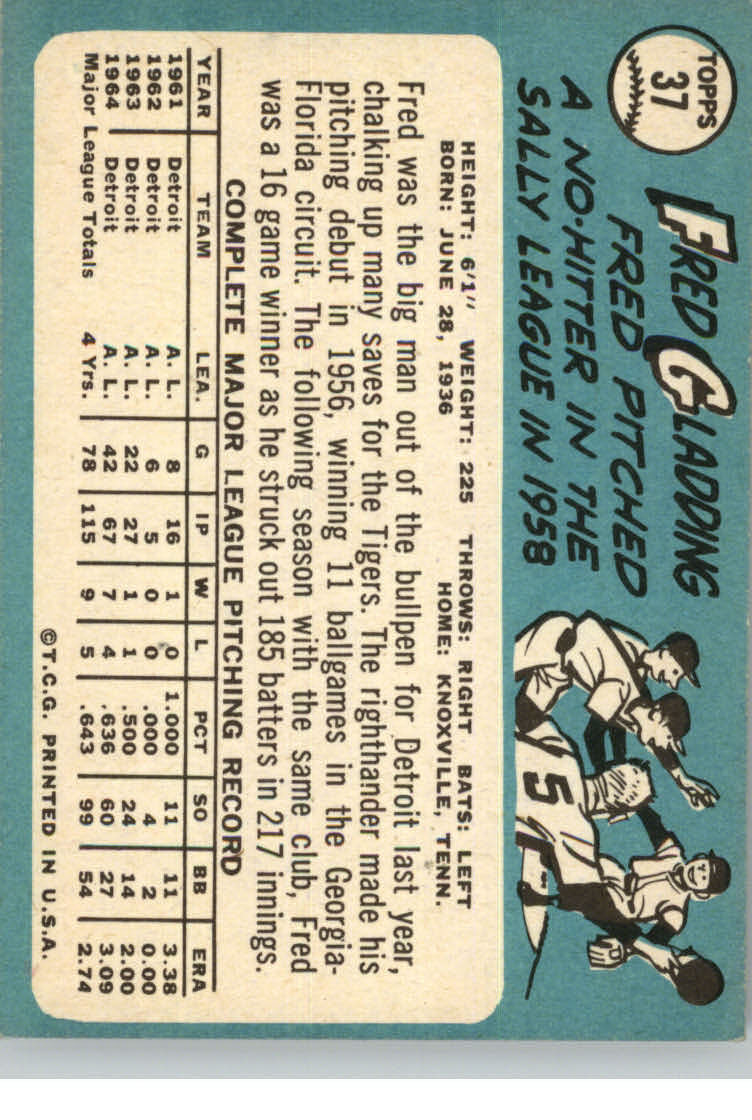 TOPPS
37
FRED GLADDING
FRED PITCHED
A NO-HITTER IN THE
SALLY LEAGUE IN 1958
5
HEIGHT: 6'1" WEIGHT: 225 THROWS: RIGHT BATS: LEFT
BORN: JUNE 28, 1936 HOME: KNOXVILLE, TENN.
Fred was the big man out of the bullpen for Detroit last year,
chalking up many saves for the Tigers. The righthander made his
pitching debut in 1956, winning 11 ballgames in the Georgia-
Florida circuit. The following season with the same club, Fred
was a 16 game winner as he struck out 185 batters in 217 innings.
COMPLETE MAJOR LEAGUE PITCHING RECORD
YEAR TEAM LEA. G IP W L PCT SO BB ERA
1961 Detroit A. L. 8 16 1 0 1.000 11 11 3.38
1962 Detroit A. L. 6 5 0 0 .000 4 2 0.00
1963 Detroit A. L. 22 27 1 1 .500 24 14 2.00
1964 Detroit A. L. 42 67 7 4 .636 60 27 3.09
Major League Totals 4 Yrs. 78 115 9 5 .643 99 54 2.74
©T.C.G. PRINTED IN U.S.A.